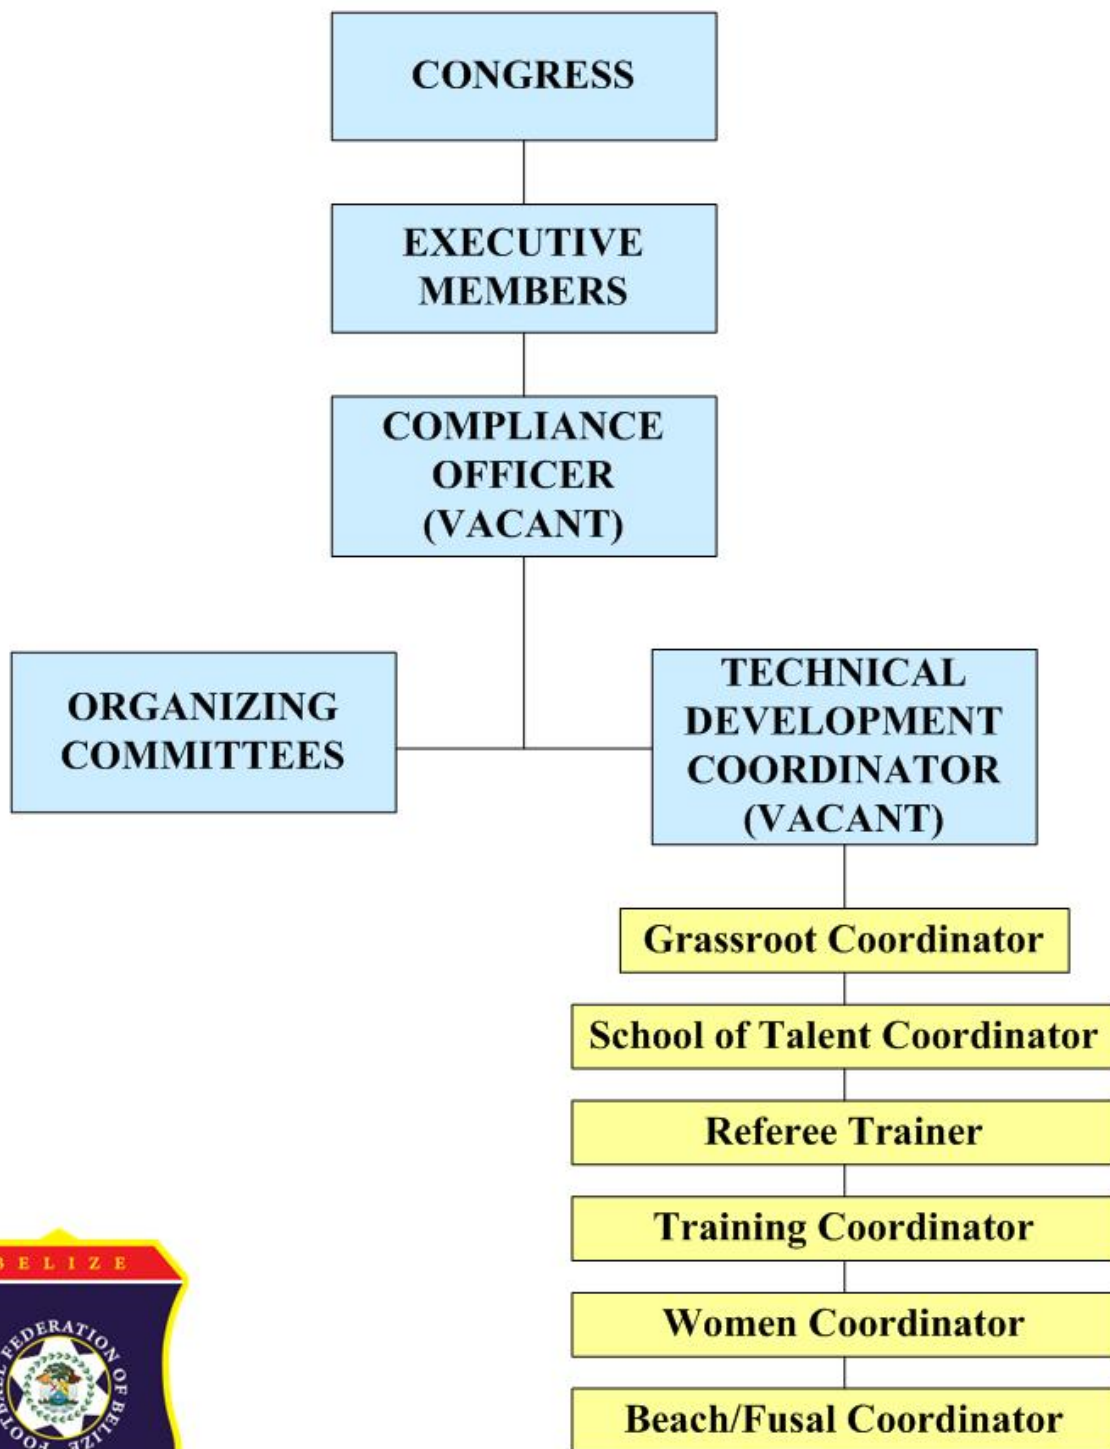 CONGRESS
EXECUTIVE
MEMBERS
COMPLIANCE
OFFICER
(VACANT)
ORGANIZING
COMMITTEES
TECHNICAL
DEVELOPMENT
COORDINATOR
(VACANT)
Grassroot Coordinator
School of Talent Coordinator
Referee Trainer
Training Coordinator
Women Coordinator
Beach/Fusal Coordinator
BELIZE
FOOTBALL FEDERATION OF BELIZE